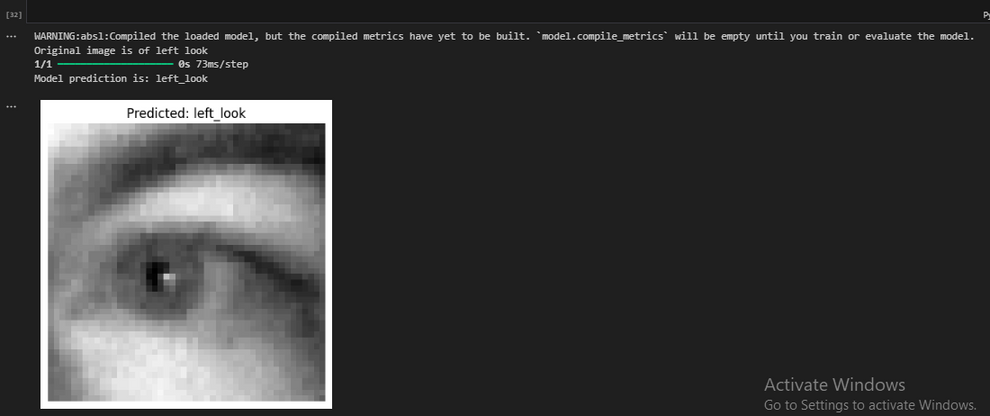 [32]
Py
... WARNING:absl:Compiled the loaded model, but the compiled metrics have yet to be built. `model.compile_metrics` will be empty until you train or evaluate the model.
Original image is of left look
1/1 0s 73ms/step
Model prediction is: left_look
...
Predicted: left_look
Activate Windows
Go to Settings to activate Windows.